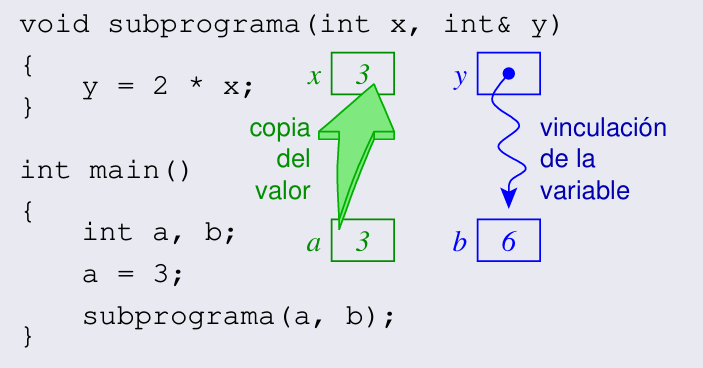 void subprograma(int x, int& y)
{
y = 2 * x;
}
x 3
y
copia
del
valor
vinculación
de la
variable
int main()
{
int a, b;
a 3
b 6
a = 3;
subprograma(a, b);
}